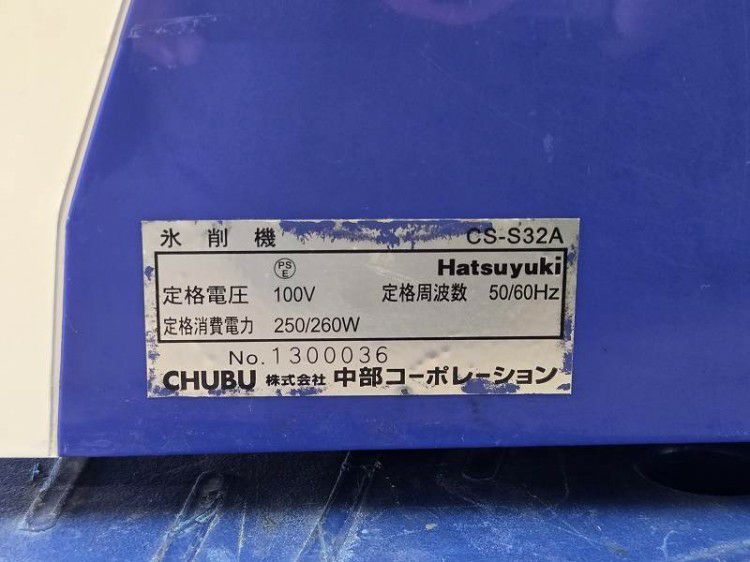 氷削機 CS-S32A
PS E Hatsuyuki
定格電圧 100V 定格周波数 50/60Hz
定格消費電力 250/260W
No. 1300036
CHUBU 株式会社 中部コーポレーション